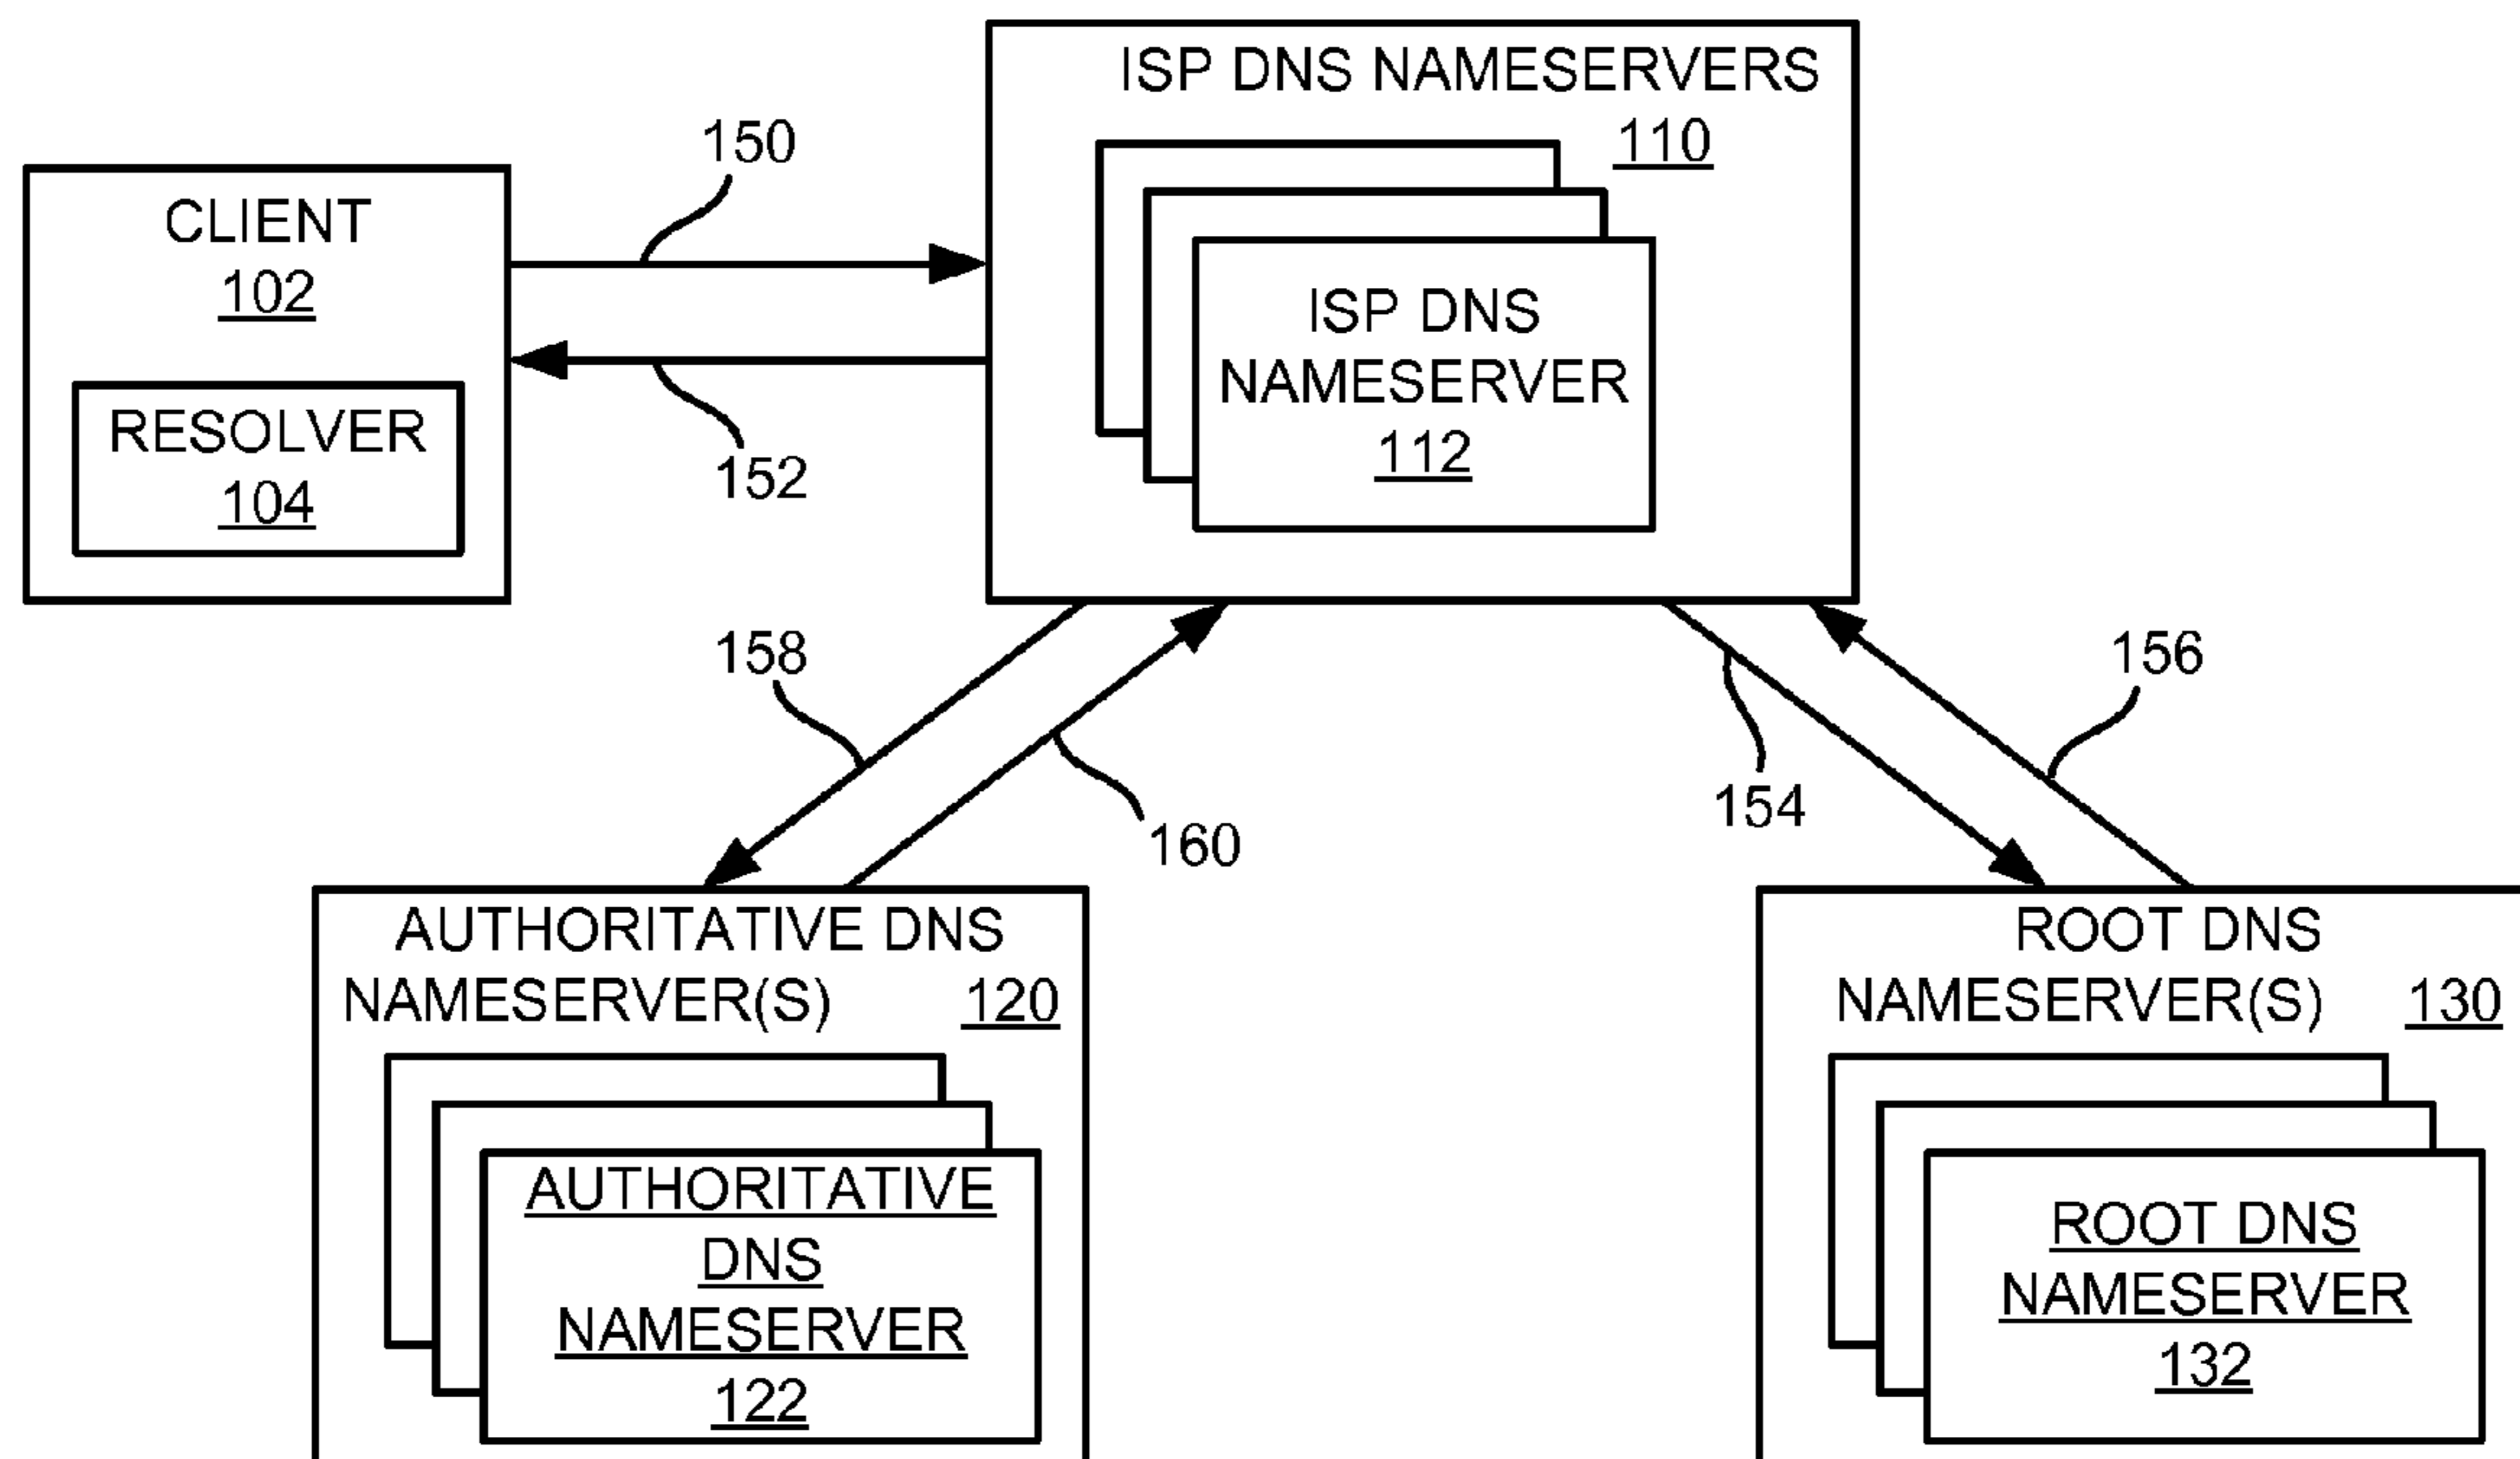 ISP DNS NAMESERVERS
110
150
CLIENT
102
ISP DNS
NAMESERVER
112
RESOLVER
104
152
158
156
154
160
AUTHORITATIVE DNS
NAMESERVER(S) 120
ROOT DNS
NAMESERVER(S) 130
AUTHORITATIVE
DNS
NAMESERVER
122
ROOT DNS
NAMESERVER
132